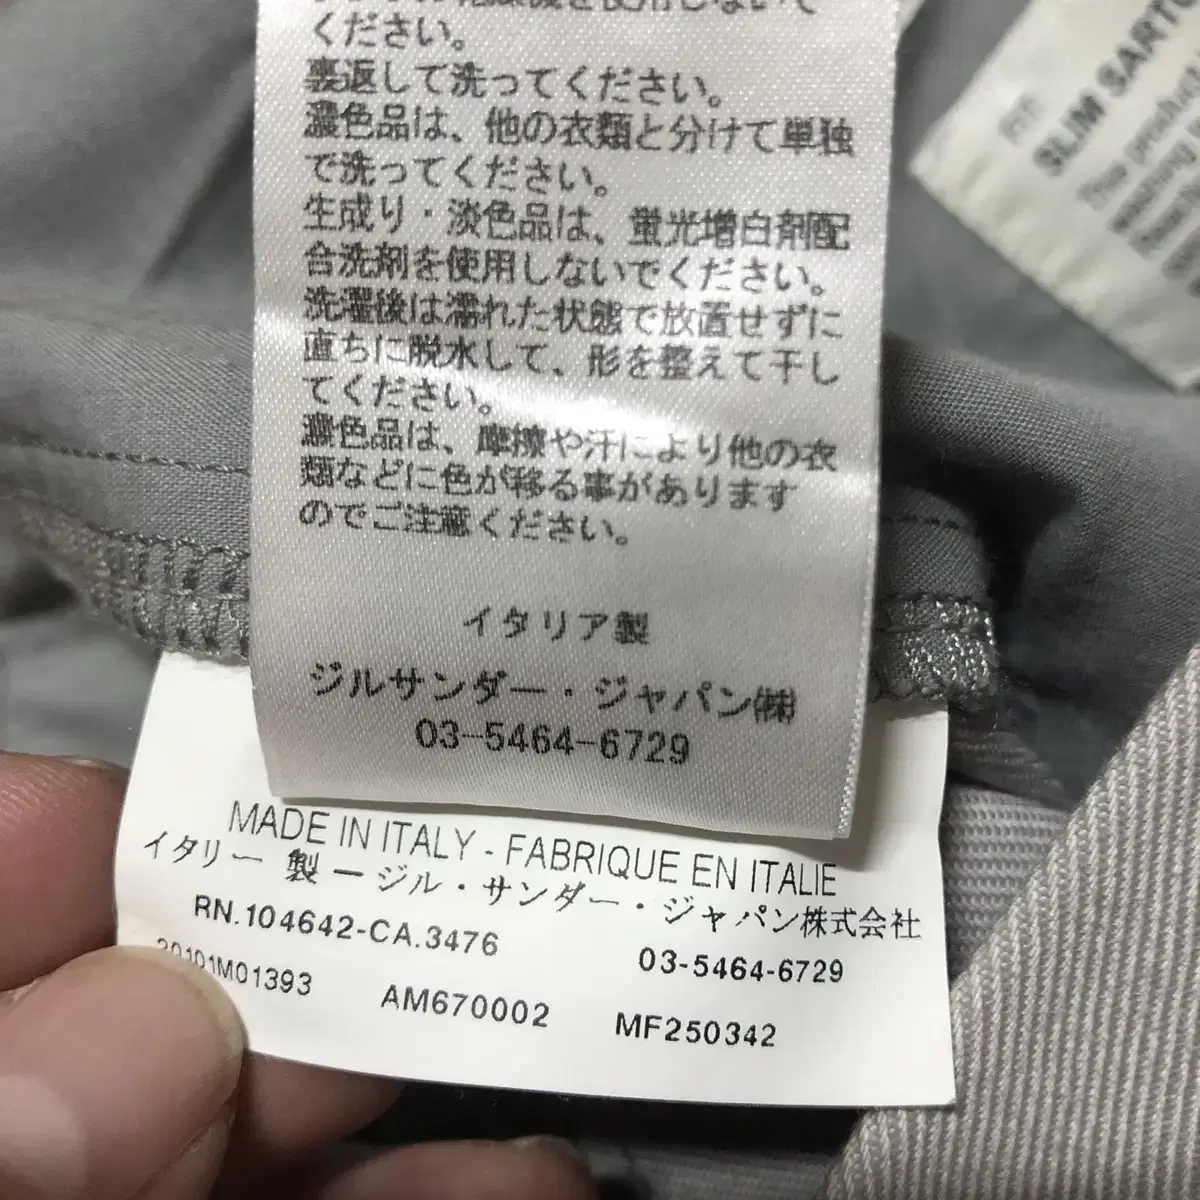 ください。
裏返して洗ってください。
濃色品は、他の衣類と分けて単独
で洗ってください。
生成り・淡色品は、蛍光増白剤配
合洗剤を使用しないでください。
洗濯後は濡れた状態で放置せずに
直ちに脱水して、形を整えて干し
てください。
濃色品は、摩擦や汗により他の衣
類などに色が移る事があります
のでご注意ください。
イタリア製
ジルサンダー・ジャパン㈱
03-5464-6729
MADE IN ITALY - FABRIQUE EN ITALIE
イタリー 製 ージル・サンダー・ジャパン株式会社
RN.104642-CA.3476
03-5464-6729
20101M01393 AM670002 MF250342
SLIM SARTO
The
washing